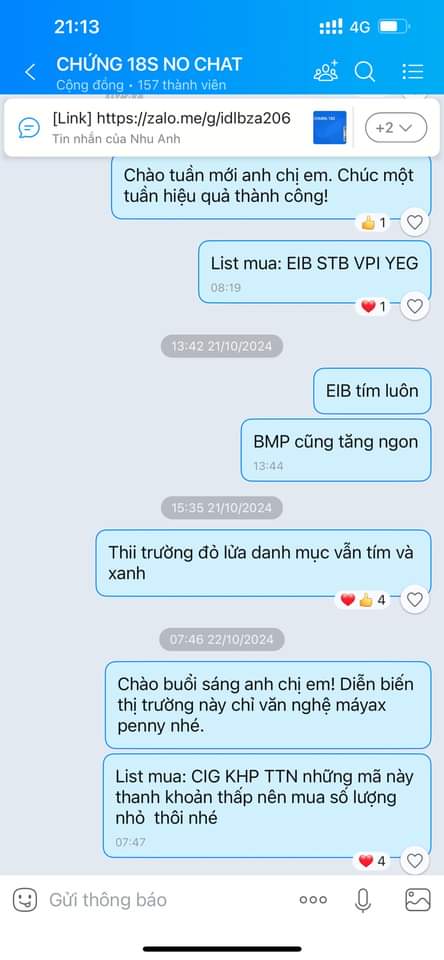 21:13
4G
CHỨNG 18S NO CHAT
Cộng đồng • 157 thành viên
[Link] https://zalo.me/g/idlbza206
Tin nhắn của Nhu Anh
+2
Chào tuần mới anh chị em. Chúc một
tuần hiệu quả thành công!
1
List mua: EIB STB VPI YEG
08:19
1
13:42 21/10/2024
EIB tím luôn
BMP cũng tăng ngon
13:44
15:35 21/10/2024
Thii trường đỏ lửa danh mục vẫn tím và
xanh
4
07:46 22/10/2024
Chào buổi sáng anh chị em! Diễn biến
thị trường này chỉ văn nghệ máyax
penny nhé.
List mua: CIG KHP TTN những mã này
thanh khoản thấp nên mua số lượng
nhỏ  thôi nhé
07:47
4
Gửi thông báo